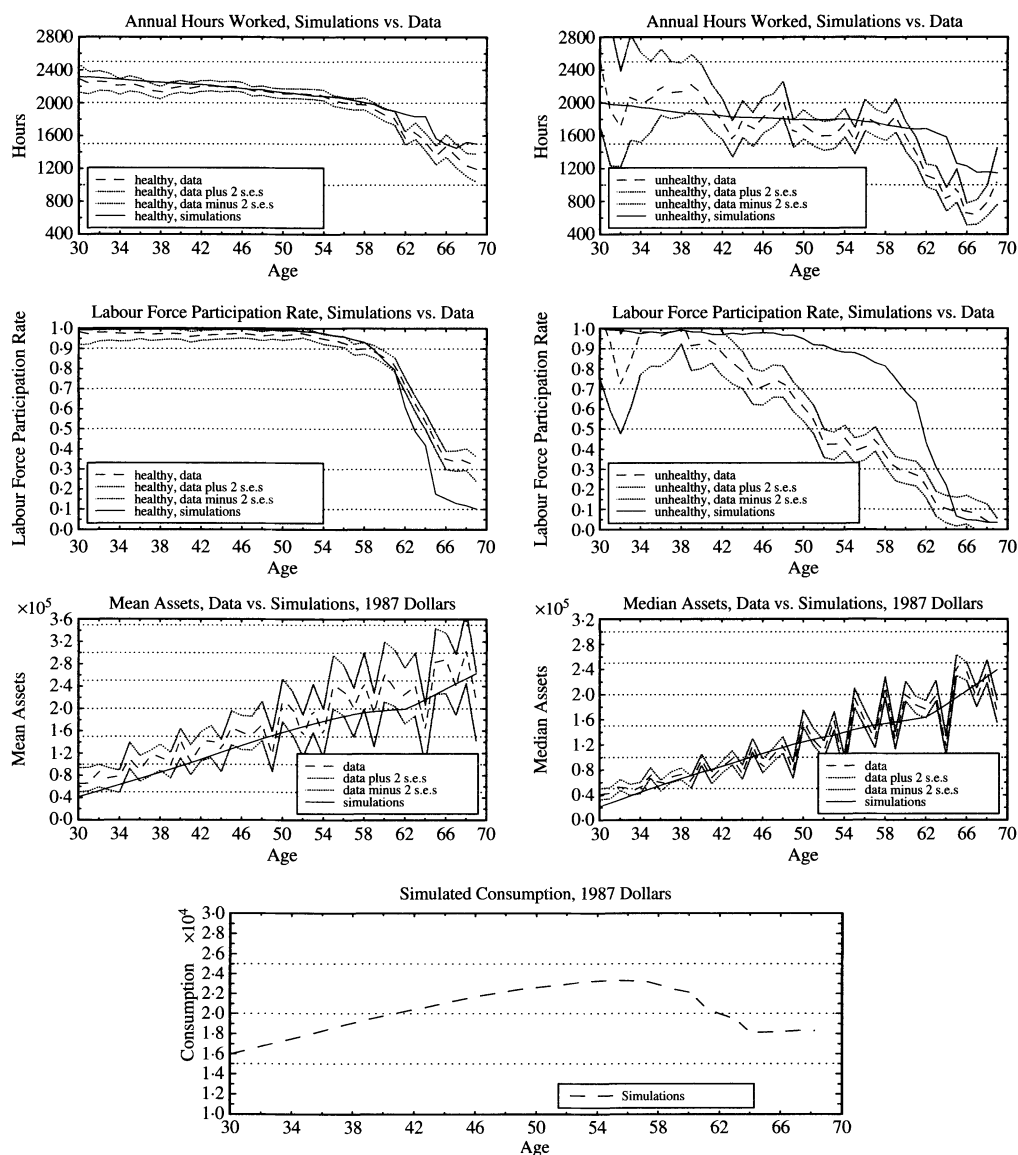 Annual Hours Worked, Simulations vs. Data
2800
2400
2000
1600
1200
800
400
Hours
healthy, data
healthy, data plus 2 s.e.s
healthy, data minus 2 s.e.s
healthy, simulations
30 34 38 42 46 50 54 58 62 66 70
Age
Annual Hours Worked, Simulations vs. Data
2800
2400
2000
1600
1200
800
400
Hours
unhealthy, data
unhealthy, data plus 2 s.e.s
unhealthy, data minus 2 s.e.s
unhealthy, simulations
30 34 38 42 46 50 54 58 62 66 70
Age
Labour Force Participation Rate, Simulations vs. Data
1·0
0·9
0·8
0·7
0·6
0·5
0·4
0·3
0·2
0·1
0·0
Labour Force Participation Rate
healthy, data
healthy, data plus 2 s.e.s
healthy, data minus 2 s.e.s
healthy, simulations
30 34 38 42 46 50 54 58 62 66 70
Age
Labour Force Participation Rate, Simulations vs. Data
1·0
0·9
0·8
0·7
0·6
0·5
0·4
0·3
0·2
0·1
0·0
Labour Force Participation Rate
unhealthy, data
unhealthy, data plus 2 s.e.s
unhealthy, data minus 2 s.e.s
unhealthy, simulations
30 34 38 42 46 50 54 58 62 66 70
Age
×10⁵
Mean Assets, Data vs. Simulations, 1987 Dollars
3·6
3·2
2·8
2·4
2·0
1·6
1·2
0·8
0·4
0·0
Mean Assets
data
data plus 2 s.e.s
data minus 2 s.e.s
simulations
30 34 38 42 46 50 54 58 62 66 70
Age
×10⁵
Median Assets, Data vs. Simulations, 1987 Dollars
3·2
2·8
2·4
2·0
1·6
1·2
0·8
0·4
0·0
Median Assets
data
data plus 2 s.e.s
data minus 2 s.e.s
simulations
30 34 38 42 46 50 54 58 62 66 70
Age
Simulated Consumption, 1987 Dollars
×10⁴
3·0
2·8
2·6
2·4
2·2
2·0
1·8
1·6
1·4
1·2
1·0
Consumption
Simulations
30 34 38 42 46 50 54 58 62 66 70
Age